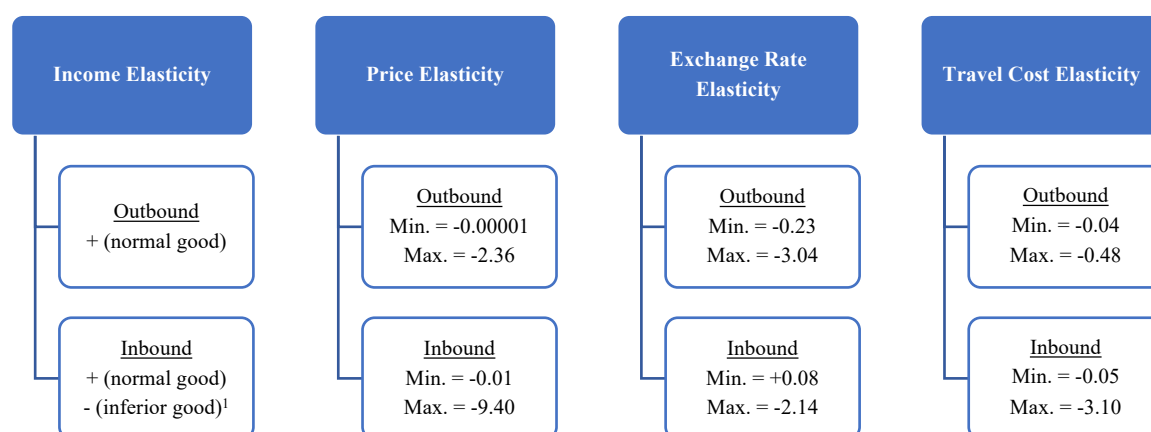 Income Elasticity
Outbound
+ (normal good)
Inbound
+ (normal good)
- (inferior good)¹
Price Elasticity
Outbound
Min. = -0.00001
Max. = -2.36
Inbound
Min. = -0.01
Max. = -9.40
Exchange Rate
Elasticity
Outbound
Min. = -0.23
Max. = -3.04
Inbound
Min. = +0.08
Max. = -2.14
Travel Cost Elasticity
Outbound
Min. = -0.04
Max. = -0.48
Inbound
Min. = -0.05
Max. = -3.10